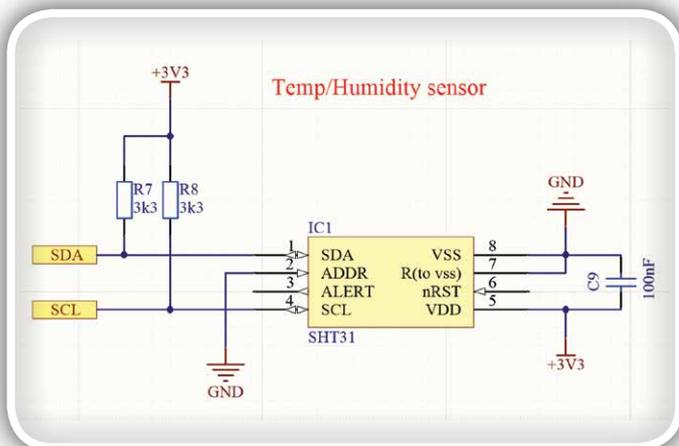 +3V3
Temp/Humidity sensor
R7
3k3
R8
3k3
GND
IC1
SDA
1
SDA
VSS
8
2
ADDR
R(to vss)
7
3
ALERT
nRST
6
SCL
4
SCL
VDD
5
C9
100nF
SHT31
+3V3
GND